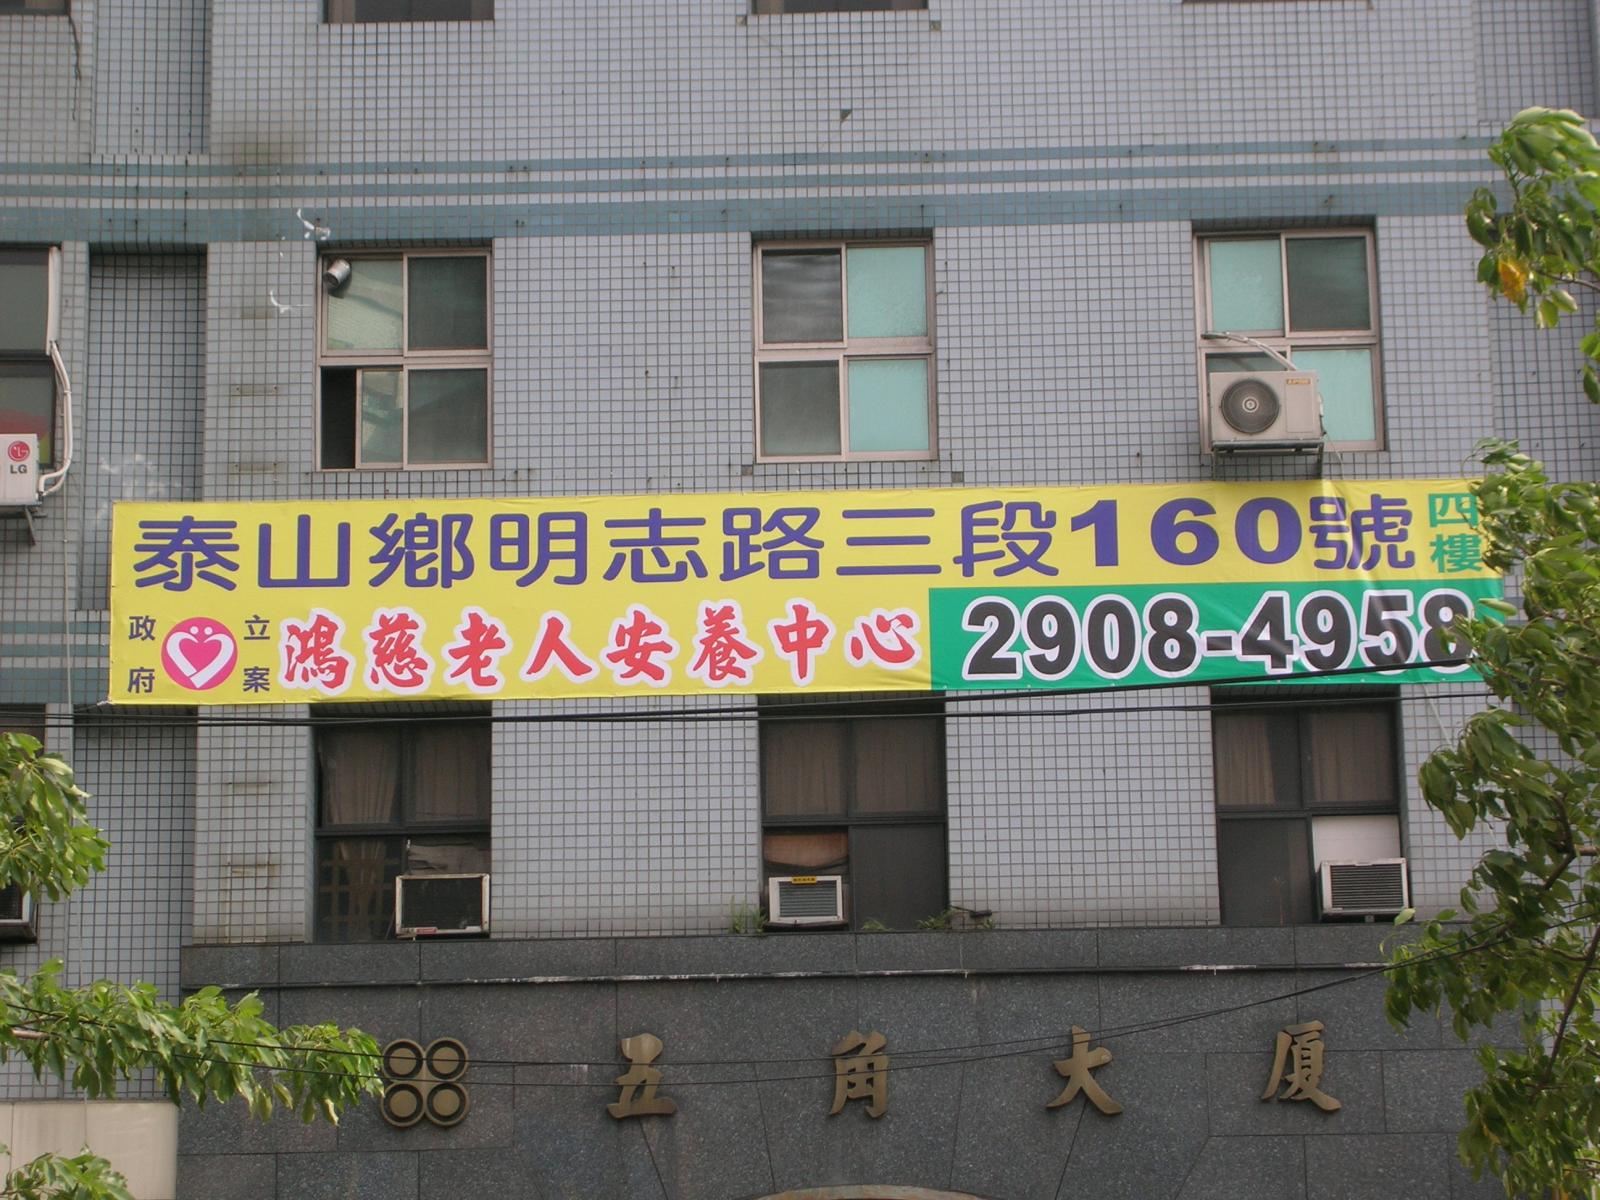 泰山鄉明志路三段160號 四樓
政府立案 鴻慈老人安養中心 2908-4958
LG
五角大厦